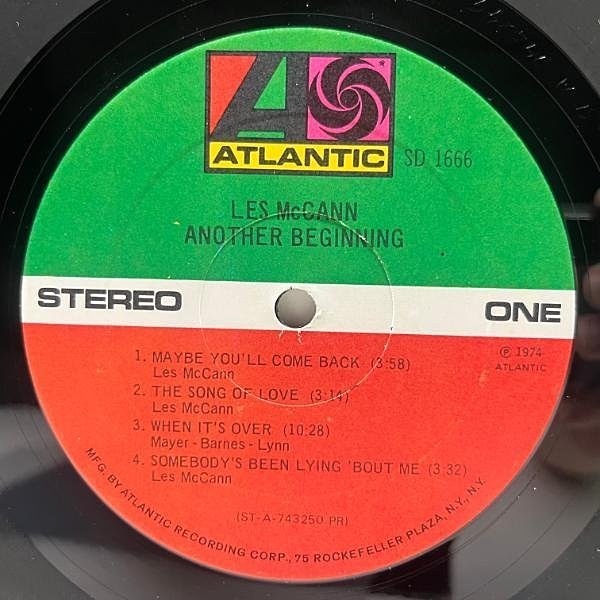 ATLANTIC
SD 1666
LES McCANN
ANOTHER BEGINNING
STEREO
ONE
℗ 1974
ATLANTIC
1. MAYBE YOU'LL COME BACK (3:58)
Les McCann
2. THE SONG OF LOVE (3:14)
Les McCann
3. WHEN IT'S OVER (10:28)
Mayer - Barnes - Lynn
4. SOMEBODY'S BEEN LYING 'BOUT ME (3:32)
Les McCann
(ST-A-743250 PR)
MFG. BY ATLANTIC RECORDING CORP., 75 ROCKEFELLER PLAZA, N.Y., N.Y.